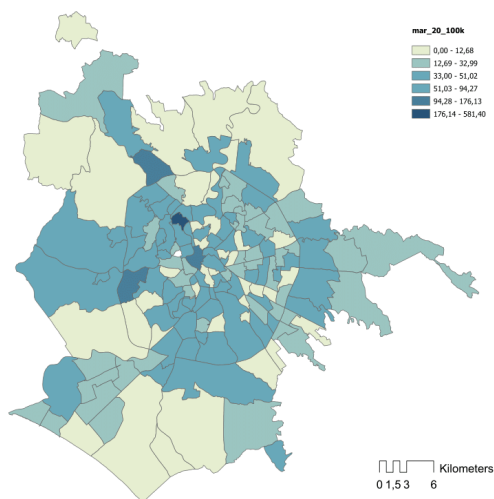 mar_20_100k
0,00 - 12,68
12,69 - 32,99
33,00 - 51,02
51,03 - 94,27
94,28 - 176,13
176,14 - 581,40
Kilometers
0 1,5 3 6